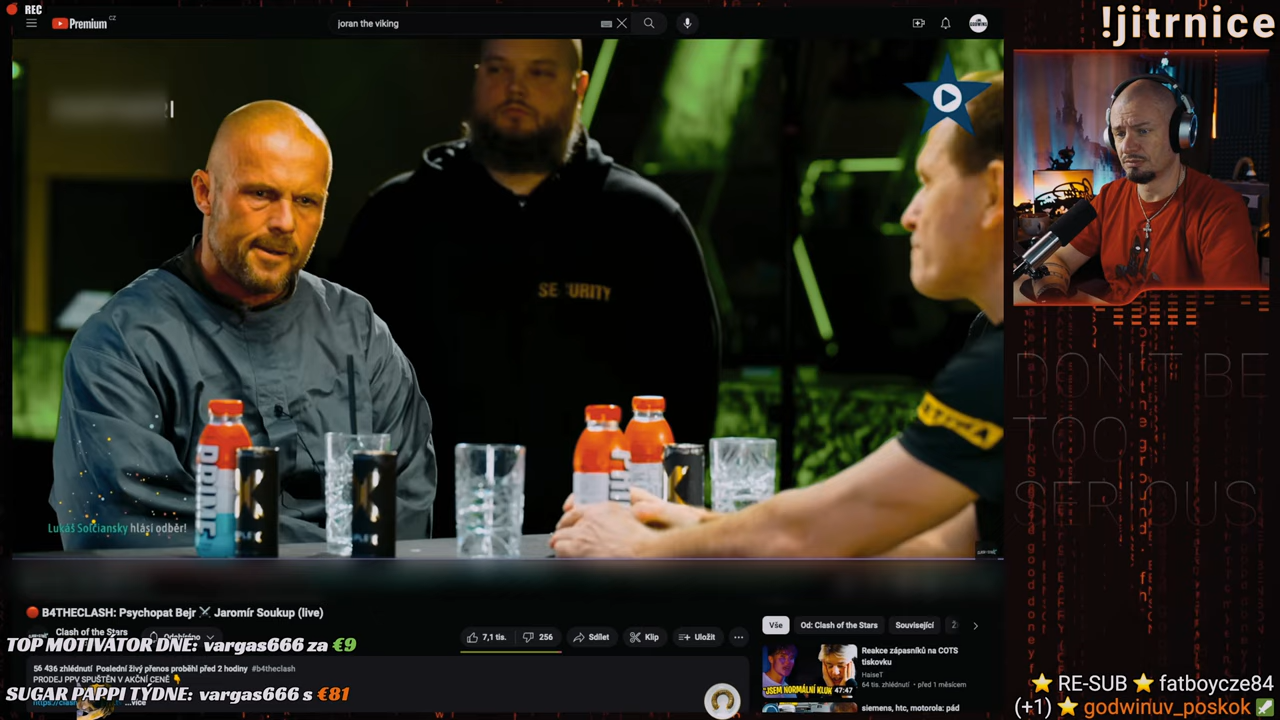 REC
Premium CZ
joran the viking
!jitrnice
SECURITY
PRIME
Lukáš Solčiansky hlásí odběr!
DON'T BE
TOO
SERIOUS
🔴 B4THECLASH: Psychopat Bejr ⚔️ Jaromír Soukup (live)
Clash of the Stars
Odebíráno
7,1 tis.
256
Sdílet
Klip
Uložit
TOP MOTIVÁTOR DNE: vargas666 za €9
56 436 zhlédnutí Poslední živý přenos proběhl před 2 hodiny #b4theclash
PRODEJ PPV SPUŠTĚN V AKČNÍ CENĚ 👇
SUGAR PAPPI TÝDNE: vargas666 s €81
...více
Vše
Od: Clash of the Stars
Související
JSEM NORMÁLNÍ KLUK
47:47
Reakce zápasníků na COTS
tiskovku
HaiseT
64 tis. zhlédnutí • před 1 měsícem
siemens, htc, motorola: pád
⭐ RE-SUB ⭐ fatboycze84
(+1) ⭐ godwinuv_poskok